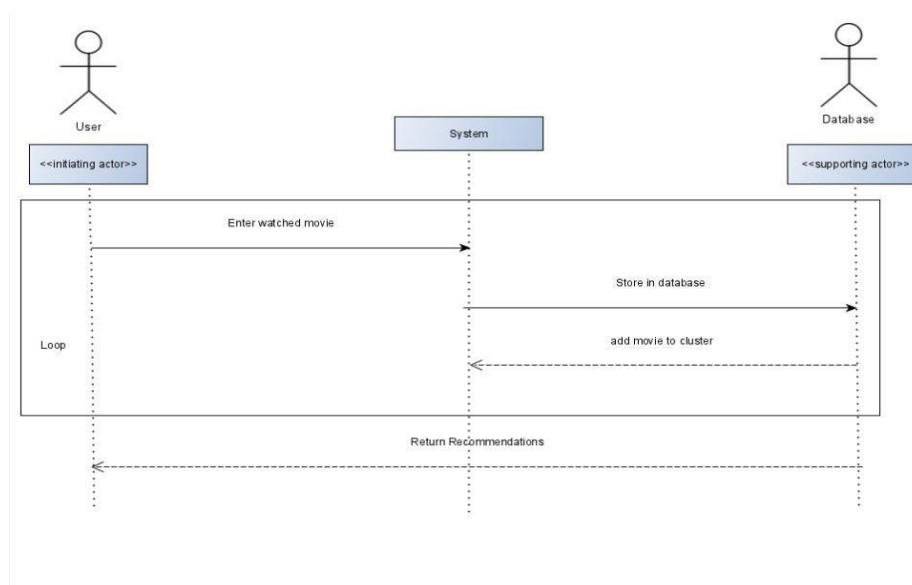 User
Database
System
<<initiating actor>>
<<supporting actor>>
Enter watched movie
Store in database
Loop
add movie to cluster
Return Recommendations